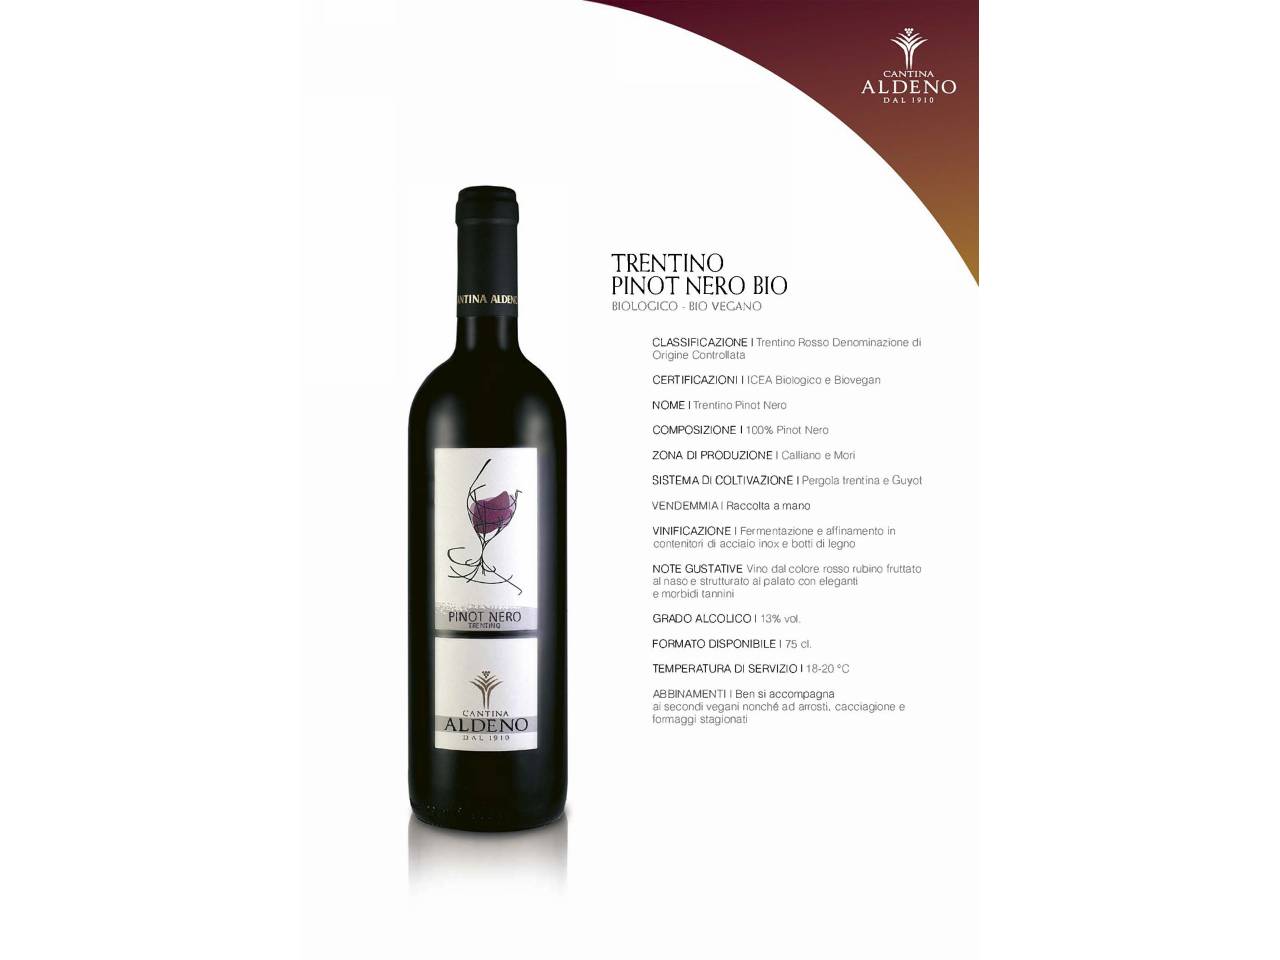 CANTINA
ALDENO
DAL 1910
TRENTINO
PINOT NERO BIO
BIOLOGICO - BIO VEGANO
CLASSIFICAZIONE | Trentino Rosso Denominazione di
Origine Controllata
CERTIFICAZIONI | ICEA Biologico e Biovegan
NOME | Trentino Pinot Nero
COMPOSIZIONE | 100% Pinot Nero
ZONA DI PRODUZIONE | Calliano e Mori
SISTEMA DI COLTIVAZIONE | Pergola trentina e Guyot
VENDEMMIA | Raccolta a mano
VINIFICAZIONE | Fermentazione e affinamento in
contenitori di acciaio inox e botti di legno
NOTE GUSTATIVE Vino dal colore rosso rubino fruttato
al naso e strutturato al palato con eleganti
e morbidi tannini
GRADO ALCOLICO | 13% vol.
FORMATO DISPONIBILE | 75 cl.
TEMPERATURA DI SERVIZIO | 18-20 °C
ABBINAMENTI | Ben si accompagna
ai secondi vegani nonché ad arrosti, cacciagione e
formaggi stagionati
ANTINA ALDENO
PINOT NERO
TRENTINO
CANTINA
ALDENO
DAL 1910